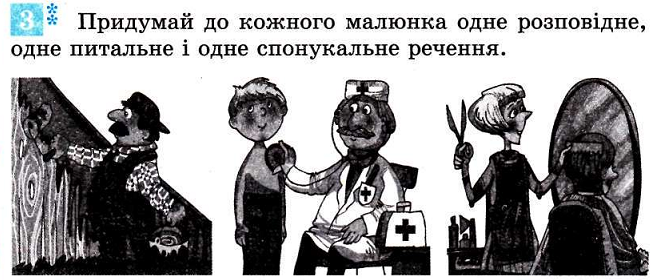 3 Придумай до кожного малюнка одне розповідне,
одне питальне і одне спонукальне речення.